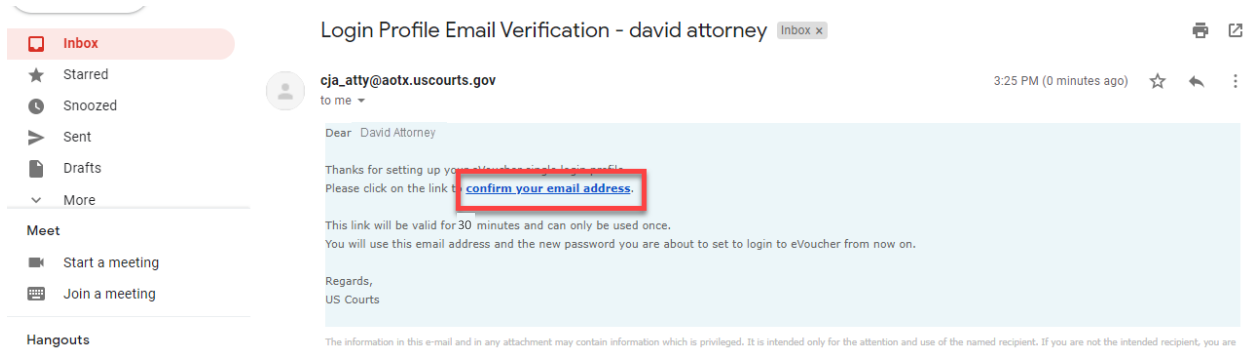 Login Profile Email Verification - david attorney Inbox x
Inbox
Starred
Snoozed
Sent
Drafts
More
Meet
Start a meeting
Join a meeting
Hangouts
cja_atty@aotx.uscourts.gov 3:25 PM (0 minutes ago)
to me
Dear David Attorney
Thanks for setting up your eVoucher single login profile.
Please click on the link to confirm your email address.
This link will be valid for 30 minutes and can only be used once.
You will use this email address and the new password you are about to set to login to eVoucher from now on.
Regards,
US Courts
The information in this e-mail and in any attachment may contain information which is privileged. It is intended only for the attention and use of the named recipient. If you are not the intended recipient, you are